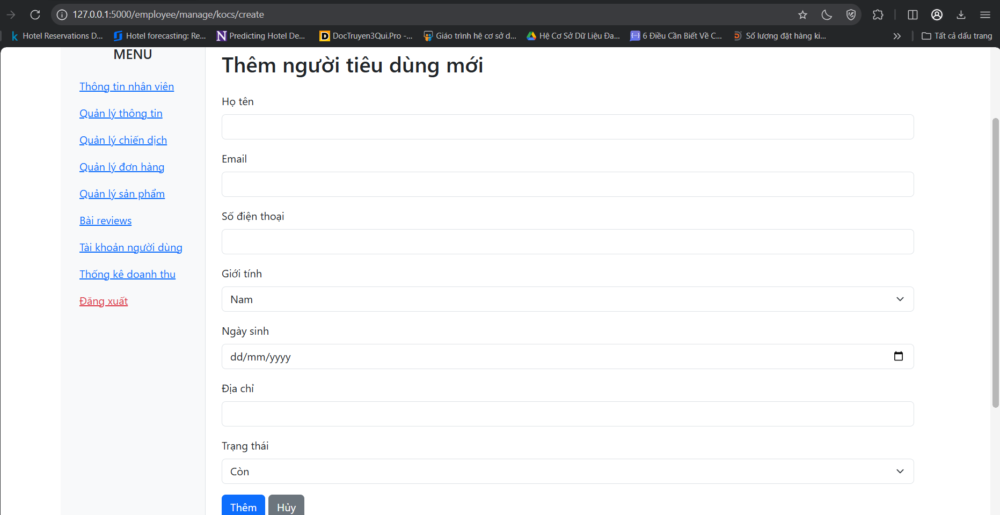 127.0.0.1:5000/employee/manage/kocs/create
Hotel Reservations D...
Hotel forecasting: Re...
Predicting Hotel De...
DocTruyen3Qui.Pro -...
Giáo trình hệ cơ sở d...
Hệ Cơ Sở Dữ Liệu Đa...
6 Điều Cần Biết Về C...
Số lượng đặt hàng ki...
Tất cả dấu trang
MENU
Thông tin nhân viên
Quản lý thông tin
Quản lý chiến dịch
Quản lý đơn hàng
Quản lý sản phẩm
Bài reviews
Tài khoản người dùng
Thống kê doanh thu
Đăng xuất
Thêm người tiêu dùng mới
Họ tên
Email
Số điện thoại
Giới tính
Nam
Ngày sinh
dd/mm/yyyy
Địa chỉ
Trạng thái
Còn
Thêm
Hủy